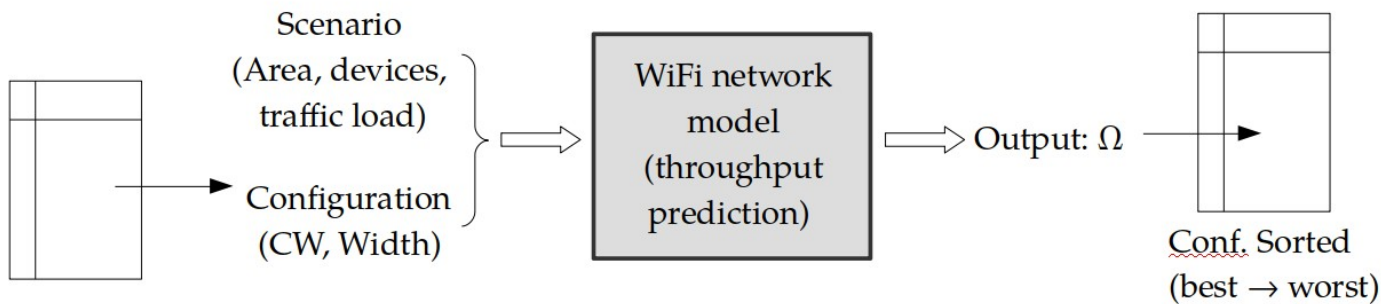 Scenario
(Area, devices,
traffic load)
Configuration
(CW, Width)
WiFi network
model
(throughput
prediction)
Output: Ω
Conf. Sorted
(best → worst)